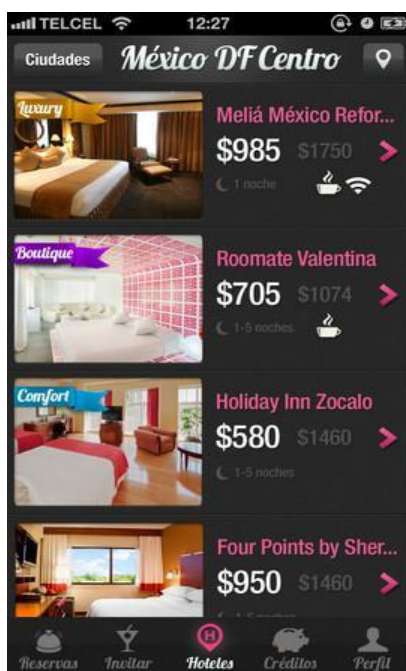 TELCEL 12:27
Ciudades México DF Centro
Luxury
Meliá México Refor...
$985 $1750
1 noche
Boutique
Roomate Valentina
$705 $1074
1-5 noches
Comfort
Holiday Inn Zocalo
$580 $1460
1-5 noches
Four Points by Sher...
$950 $1460
H
Reservas Invitar Hoteles Créditos Perfil